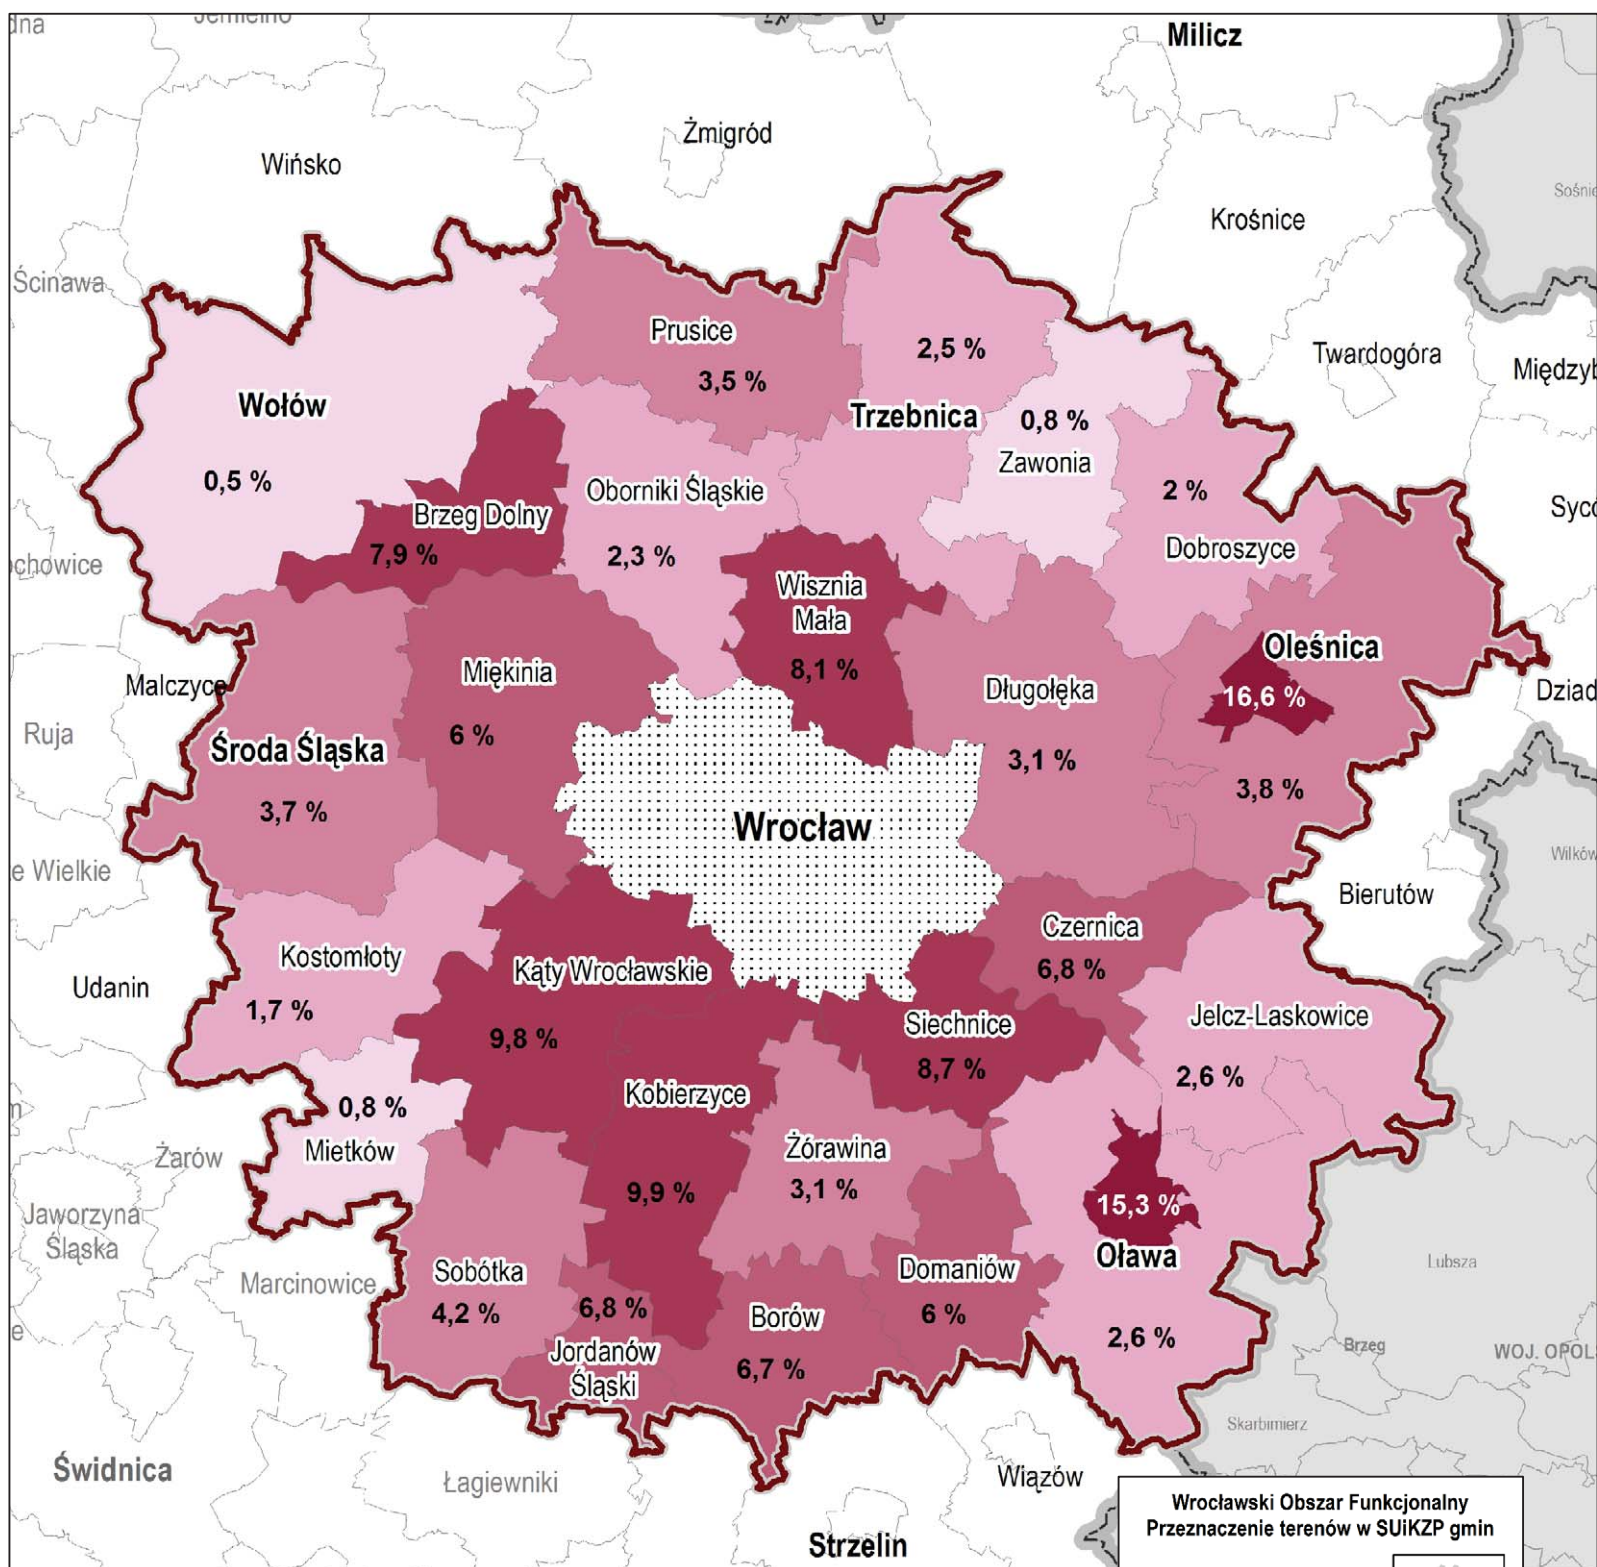 Milicz
Żmigród
Wińsko
Sośnie
Krośnice
Ścinawa
Prusice
3,5 %
2,5 %
Twardogóra
Wołów
0,5 %
Trzebnica
0,8 %
Zawonia
Oborniki Śląskie
2,3 %
Brzeg Dolny
7,9 %
2 %
Dobroszyce
Wisznia
Mała
8,1 %
Oleśnica
16,6 %
3,8 %
Malczyce
Miękinia
6 %
Długołęka
3,1 %
Ruja
Środa Śląska
3,7 %
Wrocław
e Wielkie
Bierutów
Czernica
6,8 %
Kostomłoty
1,7 %
Kąty Wrocławskie
9,8 %
Udanin
Siechnice
8,7 %
Jelcz-Laskowice
2,6 %
Kobierzyce
9,9 %
0,8 %
Mietków
Żarów
Żórawina
3,1 %
15,3 %
Oława
2,6 %
Jaworzyna
Śląska
Marcinowice
Sobótka
4,2 %
6,8 %
Jordanów
Śląski
Borów
6,7 %
Domaniów
6 %
Lubsza
Brzeg
WOJ. OPOLS
Skarbimierz
Świdnica
Łagiewniki
Wiązów
Strzelin
Wrocławski Obszar Funkcjonalny
Przeznaczenie terenów w SUiKZP gmin